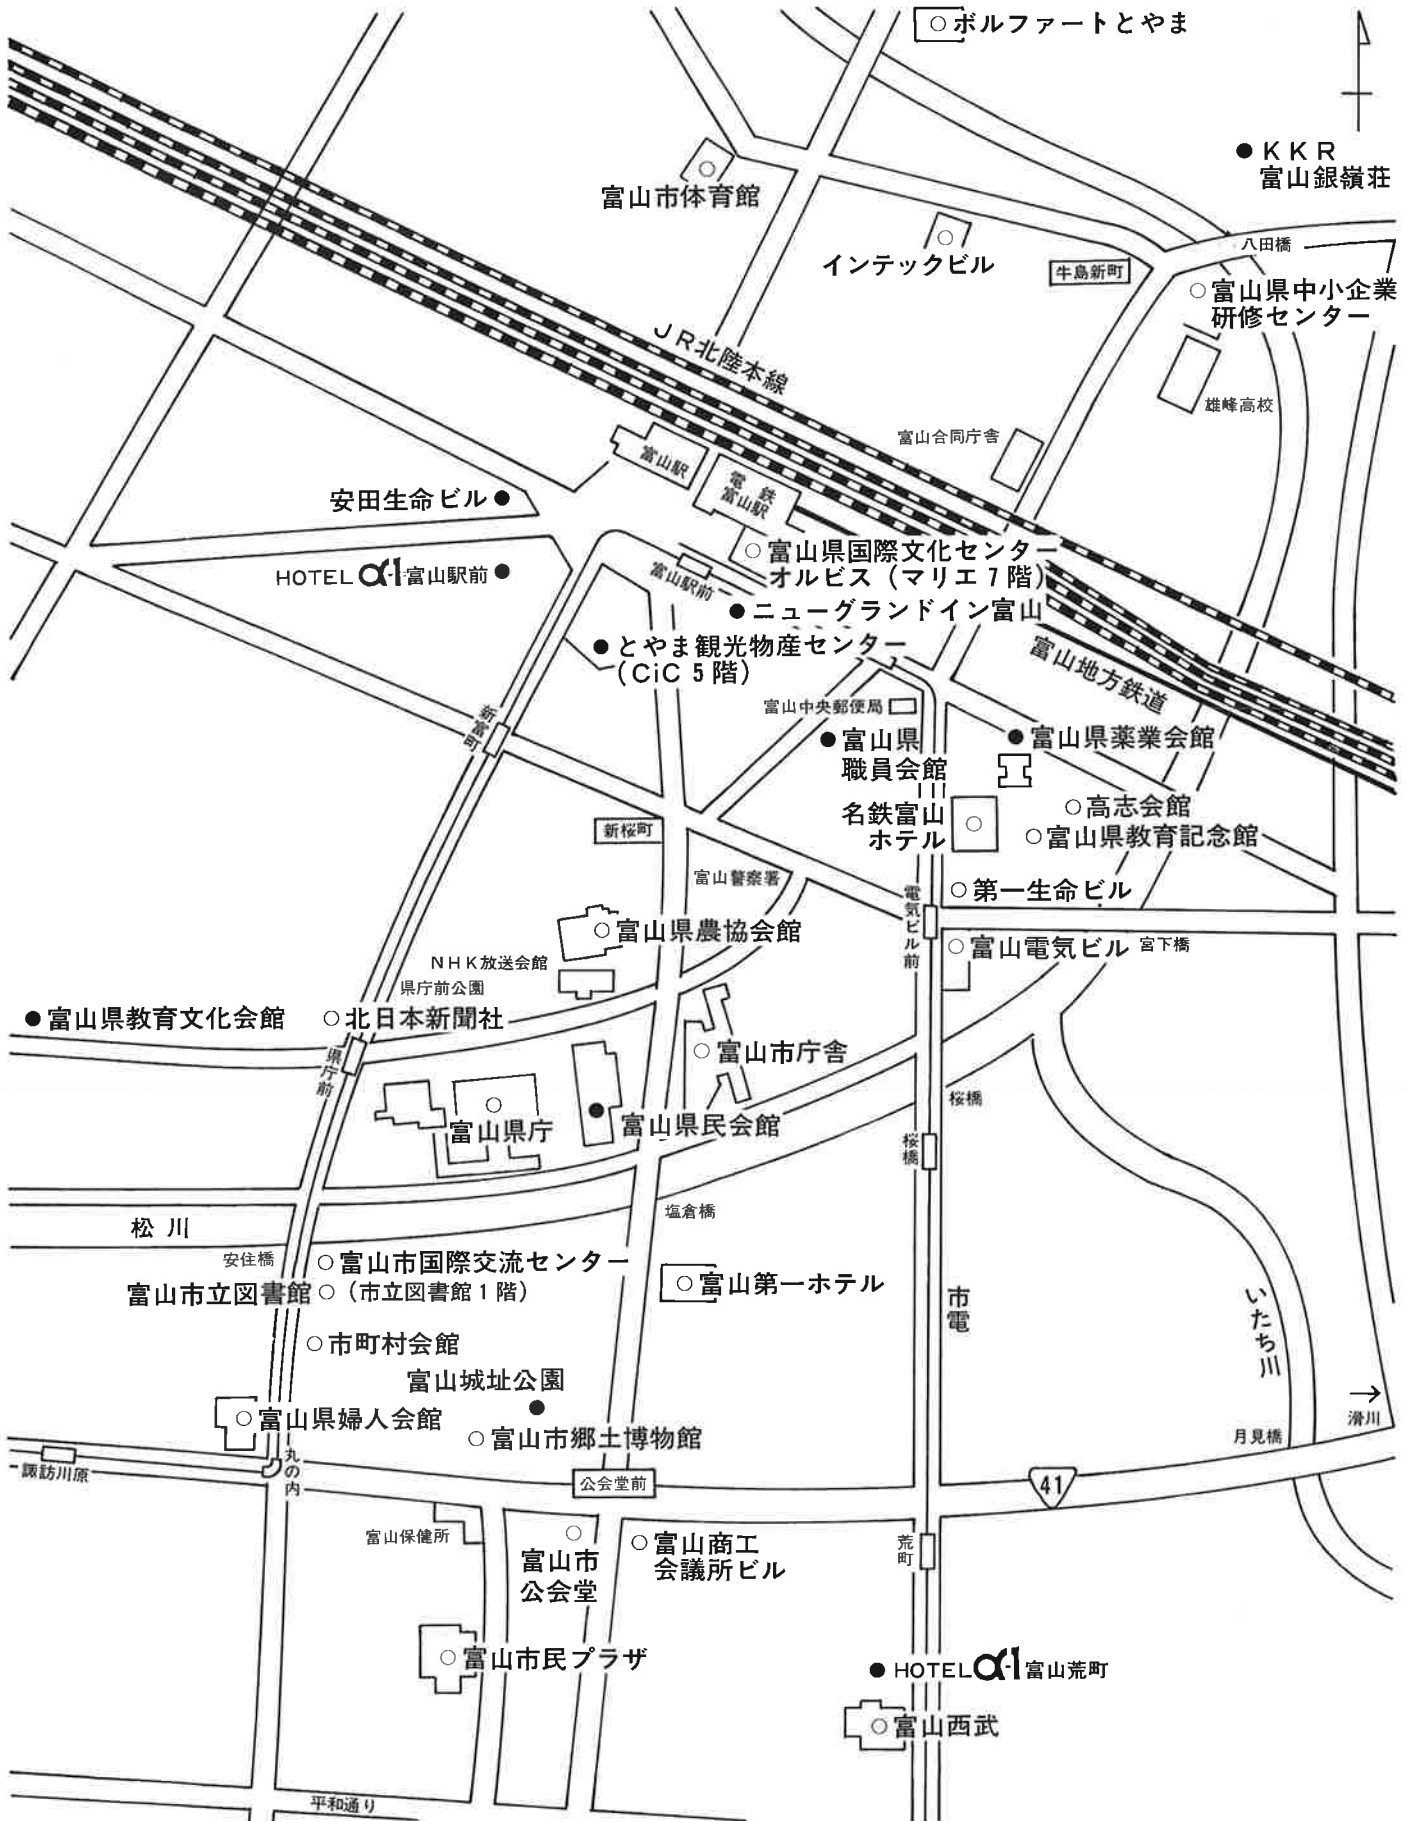 ボルファートとやま
KKR
富山銀嶺荘
富山市体育館
インテックビル
八田橋
牛島新町
富山県中小企業
研修センター
JR北陸本線
雄峰高校
富山合同庁舎
富山駅
電鉄
富山駅
安田生命ビル
富山県国際文化センター
オルビス（マリエ7階）
HOTEL α-1 富山駅前
富山駅前
ニューグランドイン富山
とやま観光物産センター
（CiC 5階）
富山地方鉄道
富山中央郵便局
新富町
富山県
職員会館
富山県薬業会館
名鉄富山
ホテル
高志会館
富山県教育記念館
新桜町
富山警察署
第一生命ビル
電気ビル前
富山県農協会館
富山電気ビル
宮下橋
NHK放送会館
県庁前公園
富山県教育文化会館
北日本新聞社
県庁前
富山市庁舎
桜橋
富山県庁
富山県民会館
桜橋
塩倉橋
松川
安住橋
富山市国際交流センター
富山市立図書館
（市立図書館1階）
富山第一ホテル
市電
いたち川
市町村会館
富山城址公園
滑川
富山県婦人会館
富山市郷土博物館
月見橋
丸の内
諏訪川原
公会堂前
41
富山保健所
富山市
公会堂
富山商工
会議所ビル
荒町
富山市民プラザ
HOTEL α-1 富山荒町
富山西武
平和通り